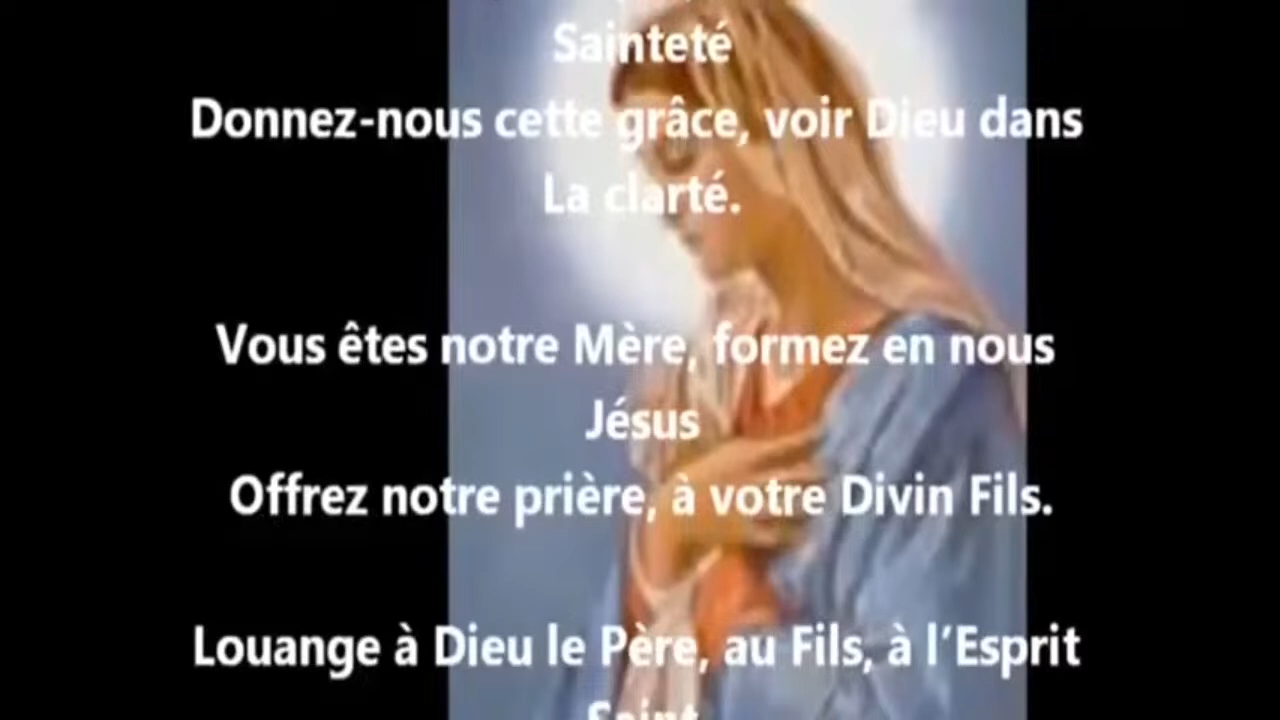 Sainteté
Donnez-nous cette grâce, voir Dieu dans
La clarté.
Vous êtes notre Mère, formez en nous
Jésus
Offrez notre prière, à votre Divin Fils.
Louange à Dieu le Père, au Fils, à l’Esprit
Saint